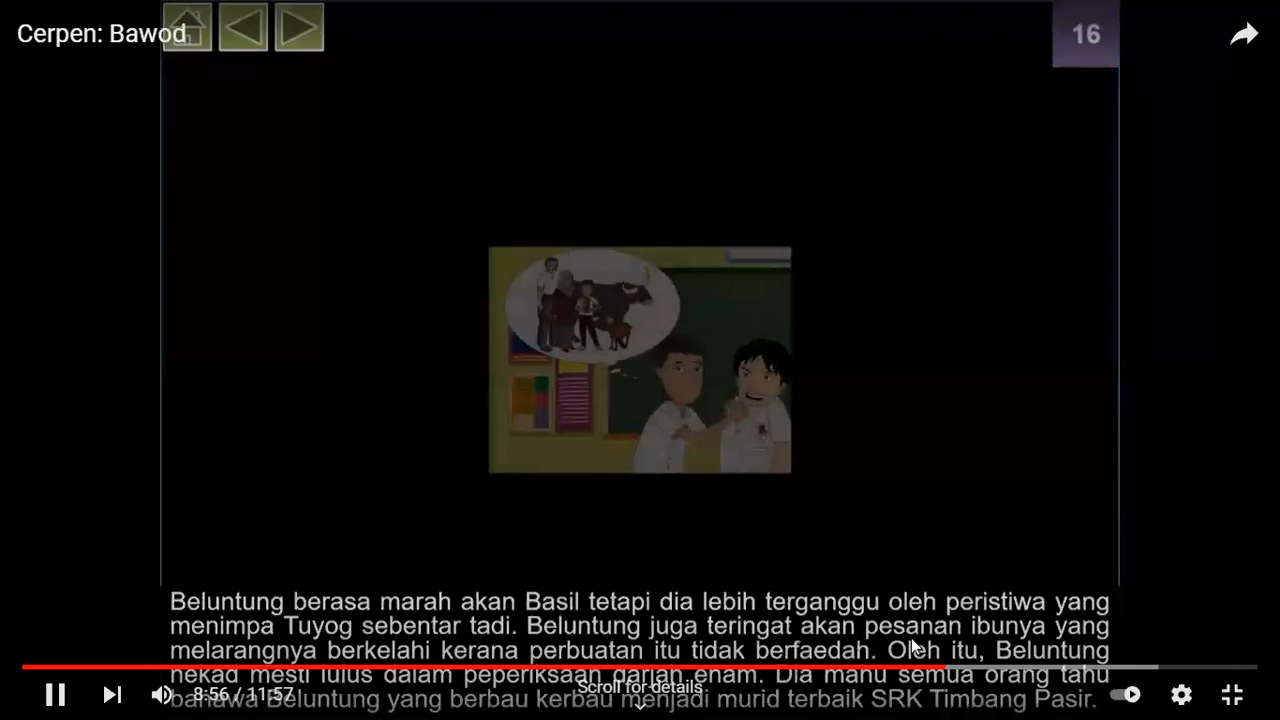 Cerpen: Bawod
16
Beluntung berasa marah akan Basil tetapi dia lebih terganggu oleh peristiwa yang
menimpa Tuyog sebentar tadi. Beluntung juga teringat akan pesanan ibunya yang
melarangnya berkelahi kerana perbuatan itu tidak berfaedah. Oleh itu, Beluntung
nekad mesti lulus dalam peperiksaan darjah enam. Dia mahu semua orang tahu
bahawa Beluntung yang berbau kerbau menjadi murid terbaik SRK Timbang Pasir.
8:56 / 11:57
Scroll for details